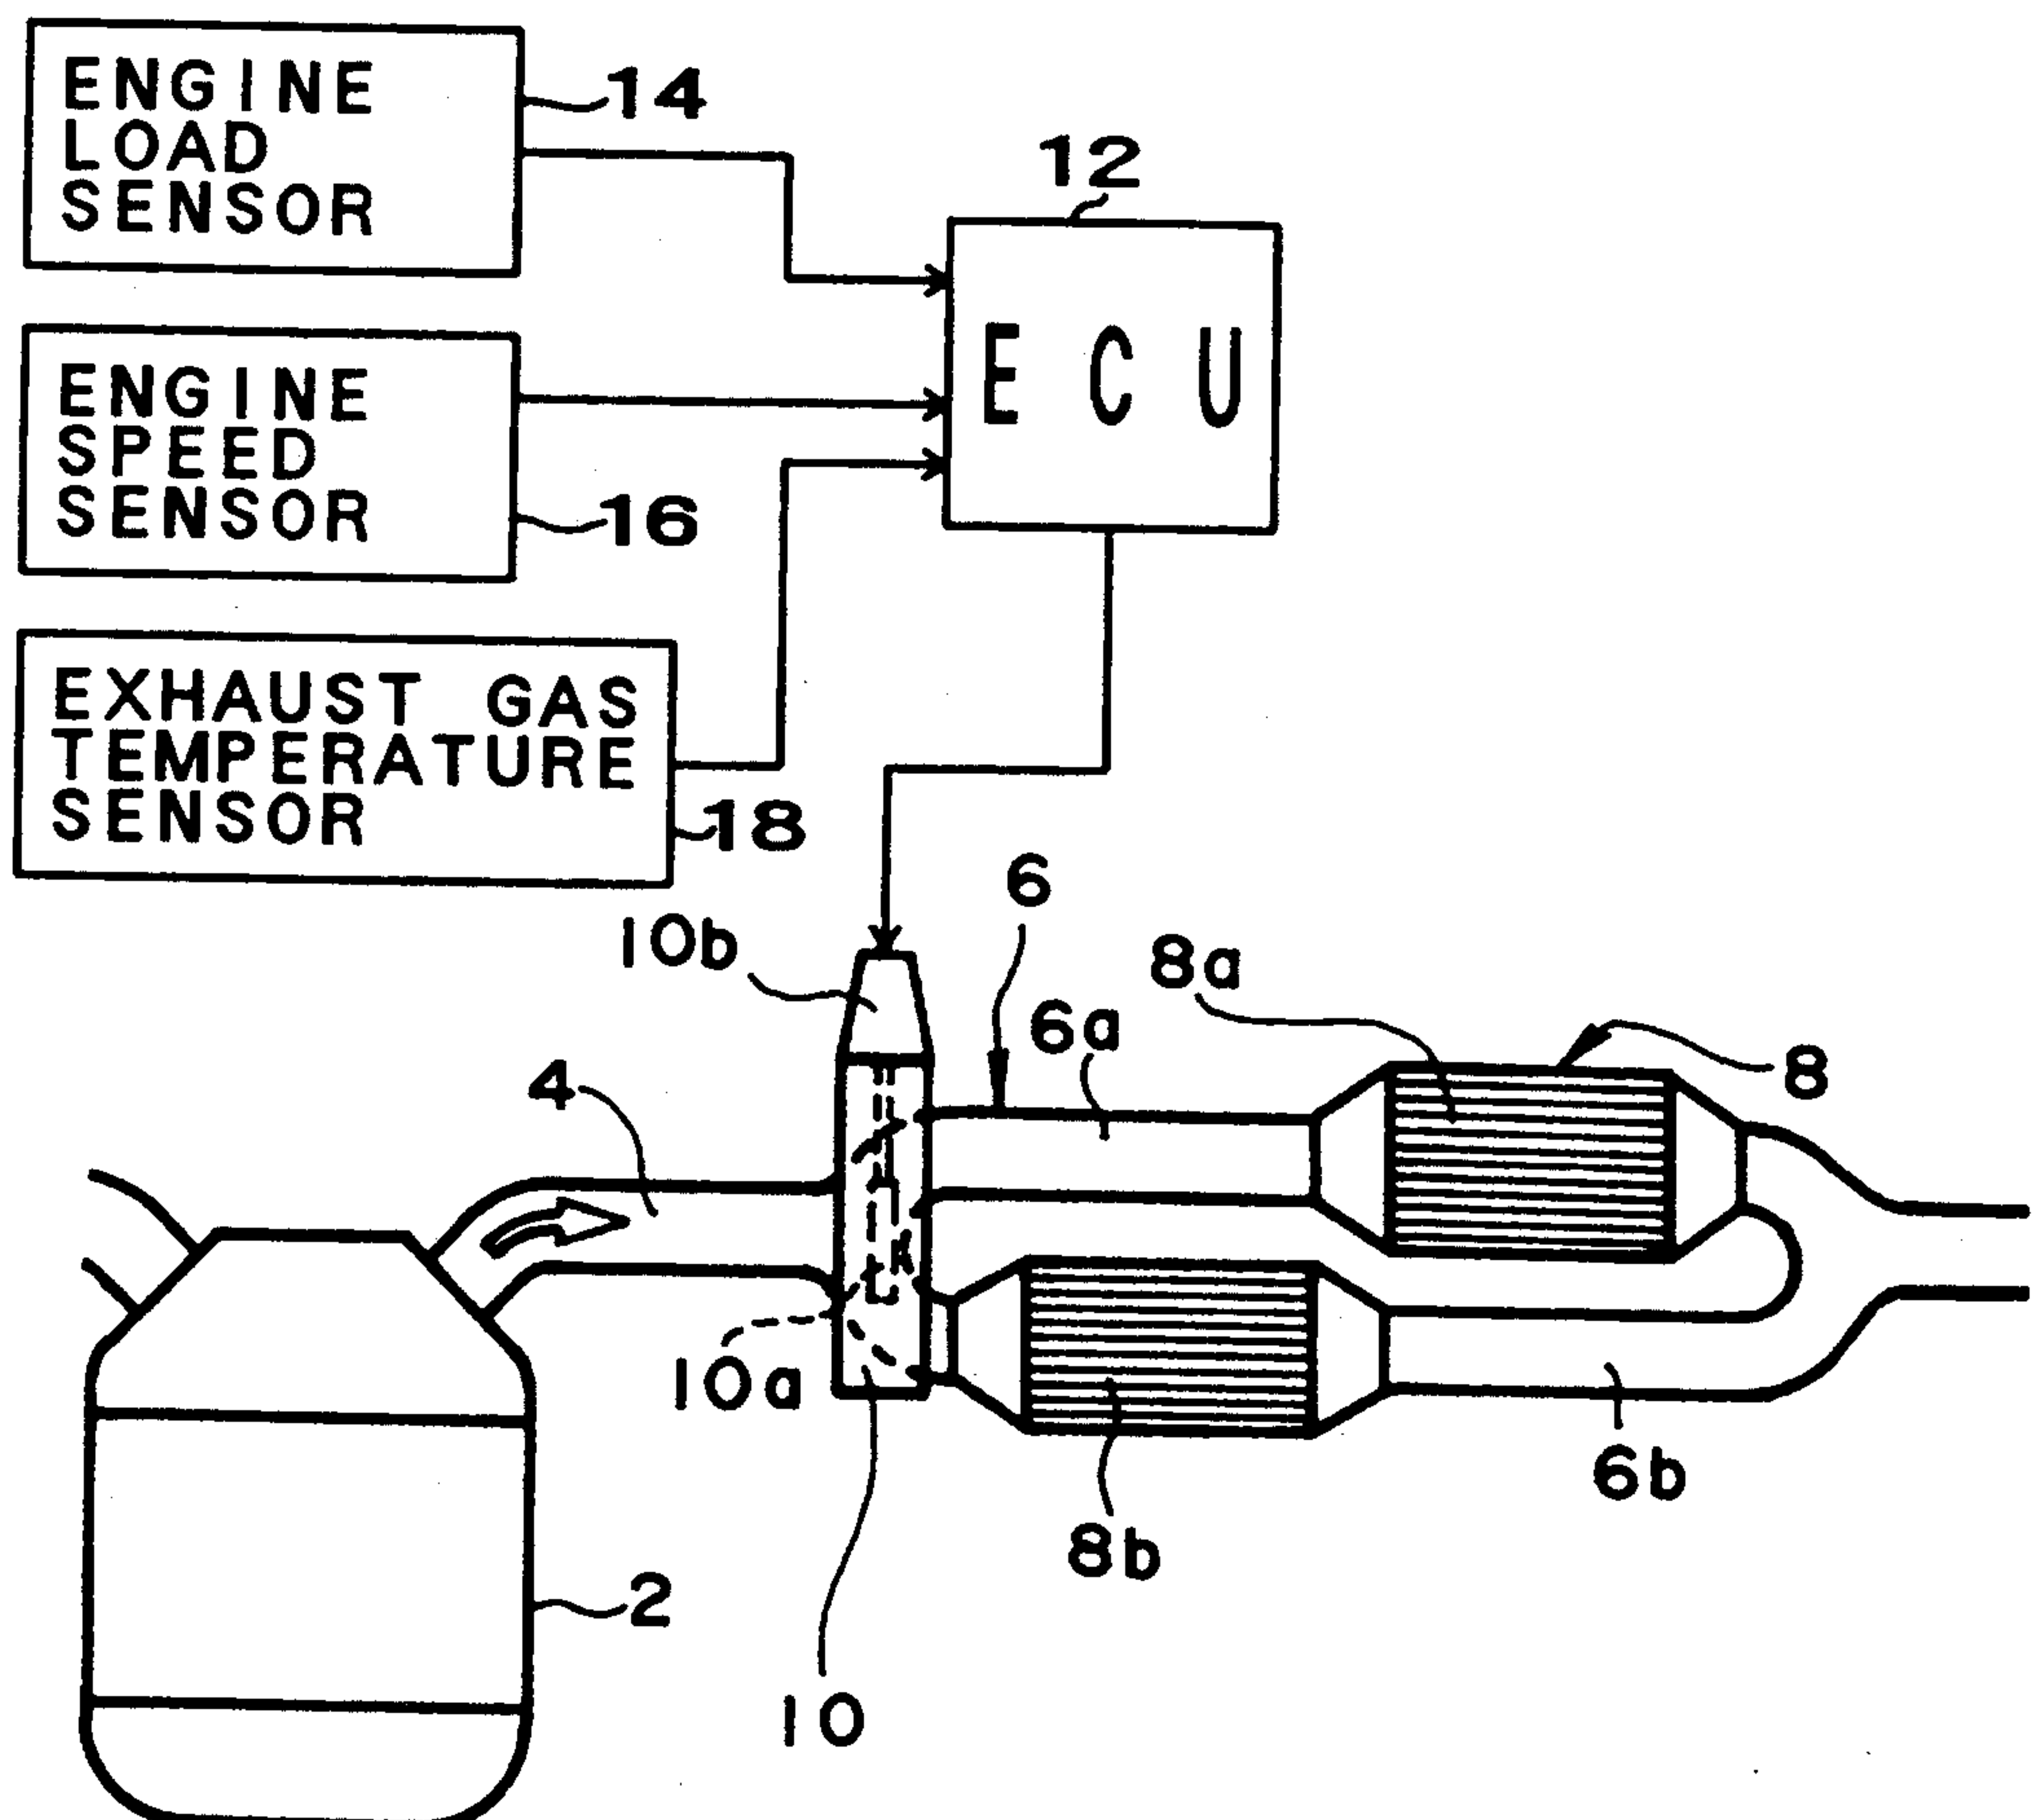 ENGINE
LOAD
SENSOR
14
12
ECU
ENGINE
SPEED
SENSOR
16
EXHAUST GAS
TEMPERATURE
SENSOR
18
6
10b
8a
6a
4
8
10a
6b
8b
2
10